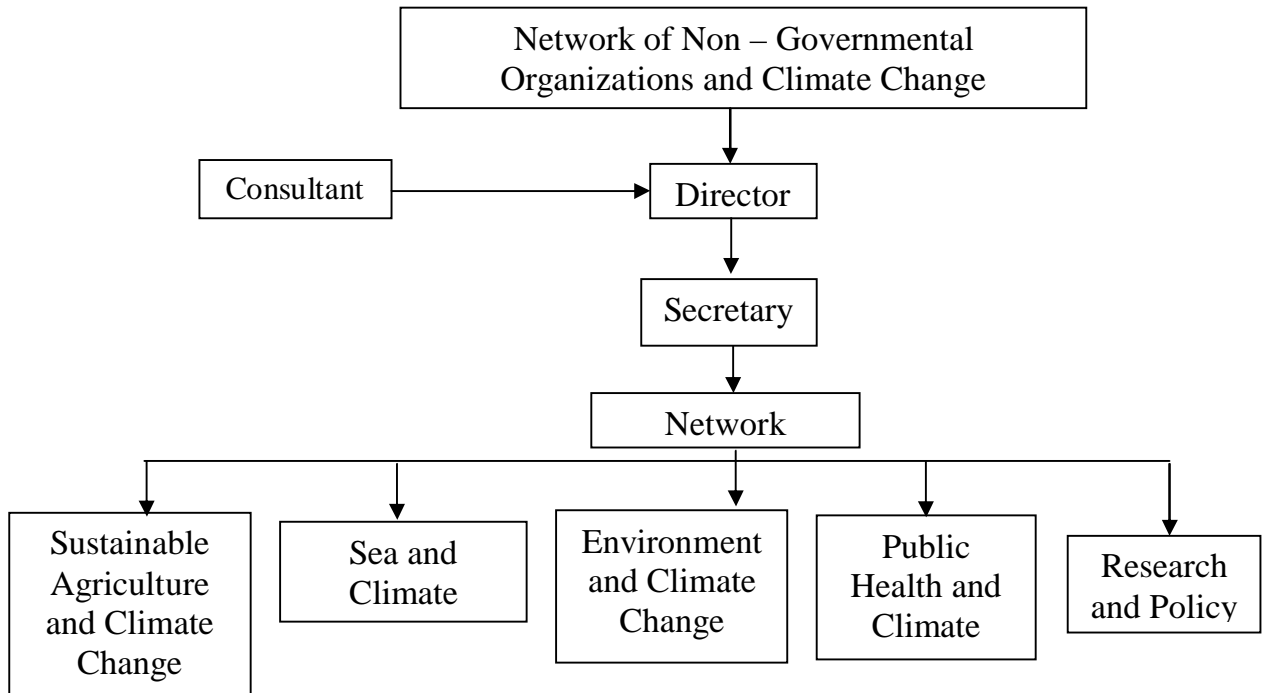 Network of Non – Governmental
Organizations and Climate Change
Consultant
Director
Secretary
Network
Sustainable
Agriculture
and Climate
Change
Sea and
Climate
Environment
and Climate
Change
Public
Health and
Climate
Research
and Policy